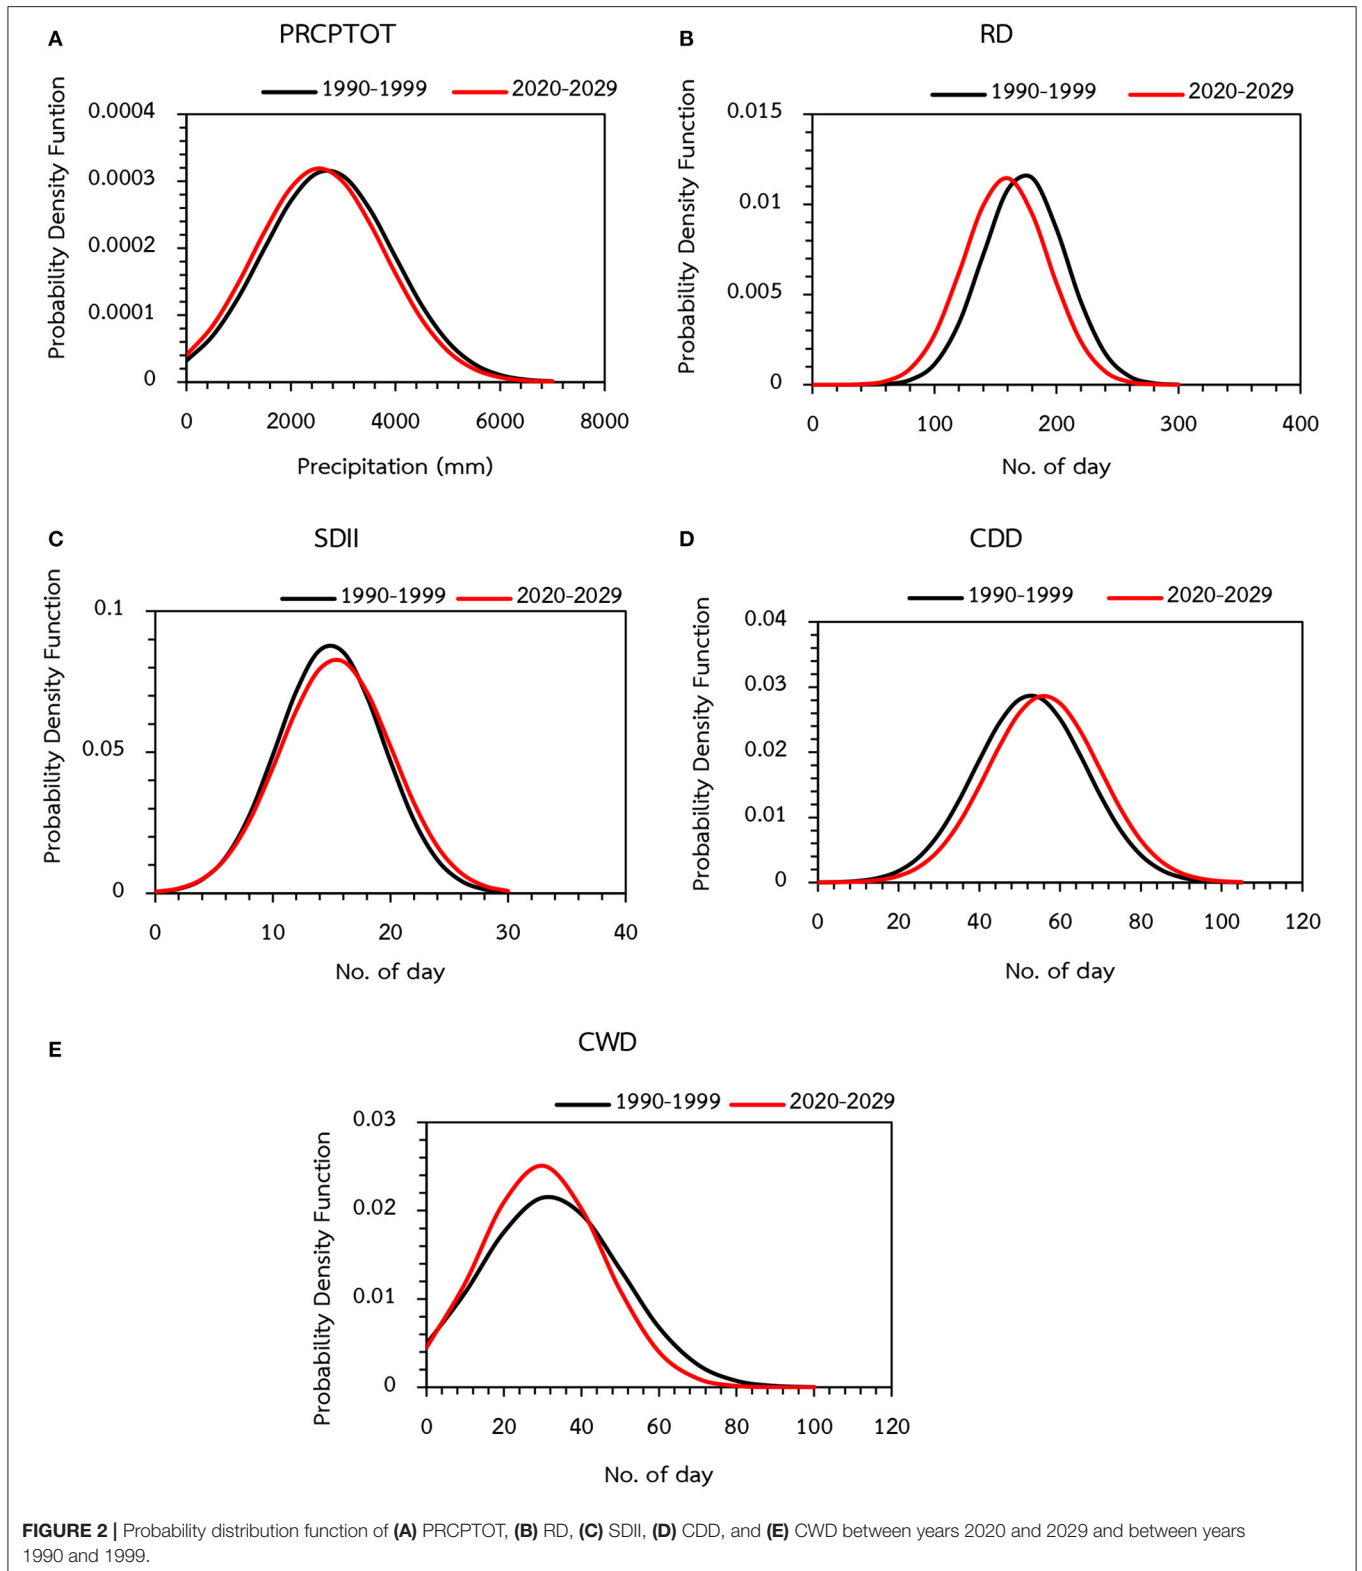 A
PRCPTOT
1990-1999 2020-2029
Probability Density Funtion
0.0004
0.0003
0.0002
0.0001
0
0 2000 4000 6000 8000
Precipitation (mm)
B
RD
1990-1999 2020-2029
Probability Density Function
0.015
0.01
0.005
0
0 100 200 300 400
No. of day
C
SDII
1990-1999 2020-2029
Probability Density Function
0.1
0.05
0
0 10 20 30 40
No. of day
D
CDD
1990-1999 2020-2029
Probability Density Function
0.04
0.03
0.02
0.01
0
0 20 40 60 80 100 120
No. of day
E
CWD
1990-1999 2020-2029
Probability Density Function
0.03
0.02
0.01
0
0 20 40 60 80 100 120
No. of day
FIGURE 2 | Probability distribution function of (A) PRCPTOT, (B) RD, (C) SDII, (D) CDD, and (E) CWD between years 2020 and 2029 and between years
1990 and 1999.